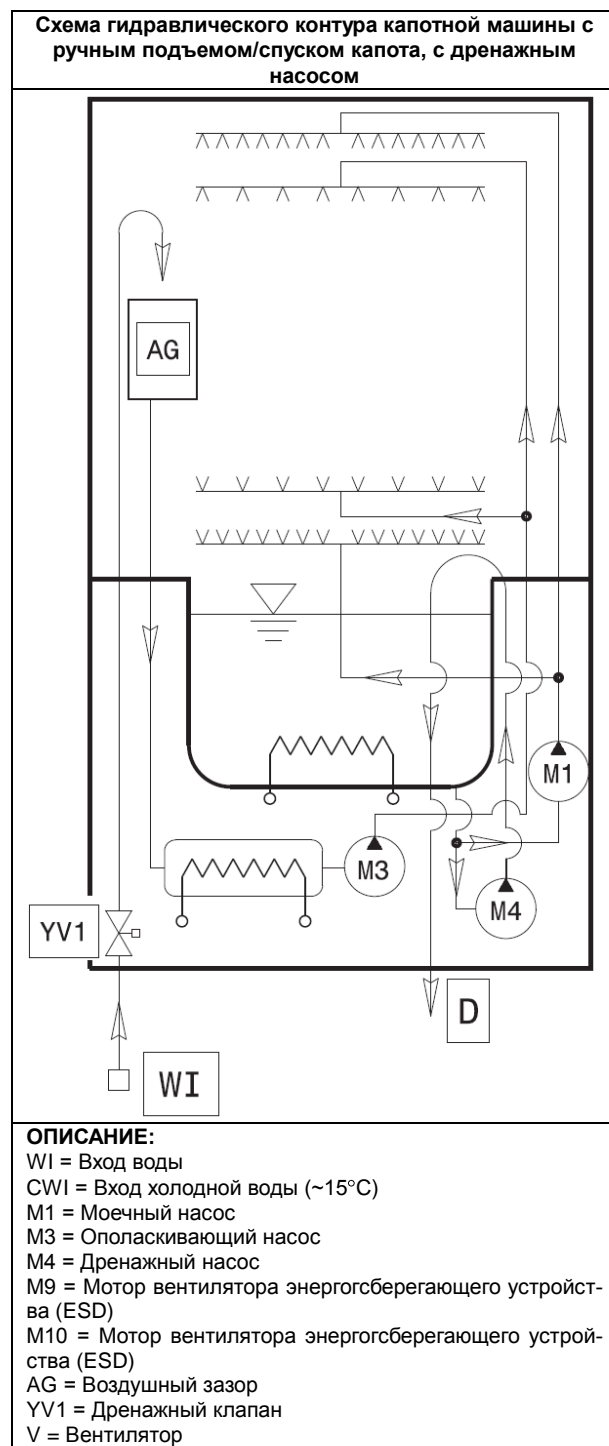 Схема гидравлического контура капотной машины с
ручным подъемом/спуском капота, с дренажным
насосом
AG
M1
M3
M4
YV1
D
WI
ОПИСАНИЕ:
WI = Вход воды
CWI = Вход холодной воды (~15°C)
M1 = Моечный насос
M3 = Ополаскивающий насос
M4 = Дренажный насос
M9 = Мотор вентилятора энергогсберегающего устройст-
ва (ESD)
M10 = Мотор вентилятора энергогсберегающего устрой-
ства (ESD)
AG = Воздушный зазор
YV1 = Дренажный клапан
V = Вентилятор